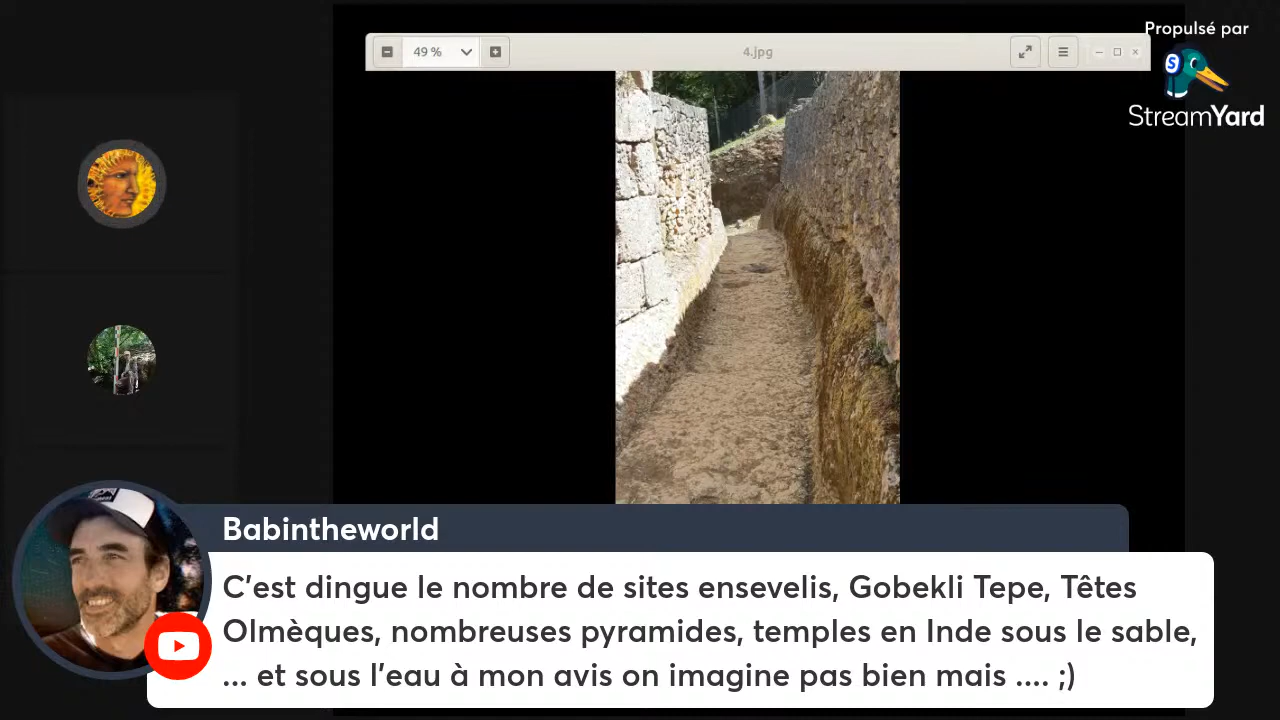 Propulsé par
49 %
4.jpg
S
StreamYard
Babintheworld
C'est dingue le nombre de sites ensevelis, Gobekli Tepe, Têtes
Olmèques, nombreuses pyramides, temples en Inde sous le sable,
... et sous l'eau à mon avis on imagine pas bien mais .... ;)